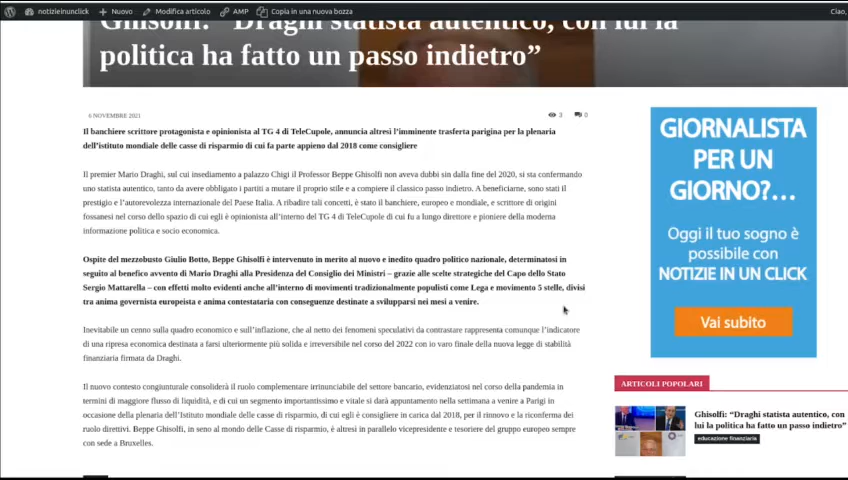 notizieinunclick
Nuovo
Modifica articolo
AMP
Copia in una nuova bozza
Ciao,
Ghisolfi: “Draghi statista autentico, con lui la
politica ha fatto un passo indietro”
6 NOVEMBRE 2021
3
0
Il banchiere scrittore protagonista e opinionista al TG 4 di TeleCupole, annuncia altresì l’imminente trasferta parigina per la plenaria
dell’istituto mondiale delle casse di risparmio di cui fa parte appieno dal 2018 come consigliere
Il premier Mario Draghi, sul cui insediamento a palazzo Chigi il Professor Beppe Ghisolfi non aveva dubbi sin dalla fine del 2020, si sta confermando
uno statista autentico, tanto da avere obbligato i partiti a mutare il proprio stile e a compiere il classico passo indietro. A beneficiarne, sono stati il
prestigio e l’autorevolezza internazionale del Paese Italia. A ribadire tali concetti, è stato il banchiere, europeo e mondiale, e scrittore di origini
fossanesi nel corso dello spazio di cui egli è opinionista all’interno del TG 4 di TeleCupole di cui fu a lungo direttore e pioniere della moderna
informazione politica e socio economica.
Ospite del mezzobusto Giulio Botto, Beppe Ghisolfi è intervenuto in merito al nuovo e inedito quadro politico nazionale, determinatosi in
seguito al benefico avvento di Mario Draghi alla Presidenza del Consiglio dei Ministri – grazie alle scelte strategiche del Capo dello Stato
Sergio Mattarella – con effetti molto evidenti anche all’interno di movimenti tradizionalmente populisti come Lega e movimento 5 stelle, divisi
tra anima governista europeista e anima contestataria con conseguenze destinate a svilupparsi nei mesi a venire.
Inevitabile un cenno sulla quadro economico e sull’inflazione, che al netto dei fenomeni speculativi da contrastare rappresenta comunque l’indicatore
di una ripresa economica destinata a farsi ulteriormente più solida e irreversibile nel corso del 2022 con io varo finale della nuova legge di stabilità
finanziaria firmata da Draghi.
Il nuovo contesto congiunturale consoliderà il ruolo complementare irrinunciabile del settore bancario, evidenziatosi nel corso della pandemia in
termini di maggiore flusso di liquidità, e di cui un segmento importantissimo e vitale si darà appuntamento nella settimana a venire a Parigi in
occasione della plenaria dell’Istituto mondiale delle casse di risparmio, di cui egli è consigliere in carica dal 2018, per il rinnovo e la riconferma dei
ruolo direttivi. Beppe Ghisolfi, in seno al mondo delle Casse di risparmio, è altresì in parallelo vicepresidente e tesoriere del gruppo europeo sempre
con sede a Bruxelles.
GIORNALISTA
PER UN
GIORNO?...
Oggi il tuo sogno è
possibile con
NOTIZIE IN UN CLICK
Vai subito
ARTICOLI POPOLARI
Ghisolfi: “Draghi statista autentico, con
lui la politica ha fatto un passo indietro”
educazione finanziaria